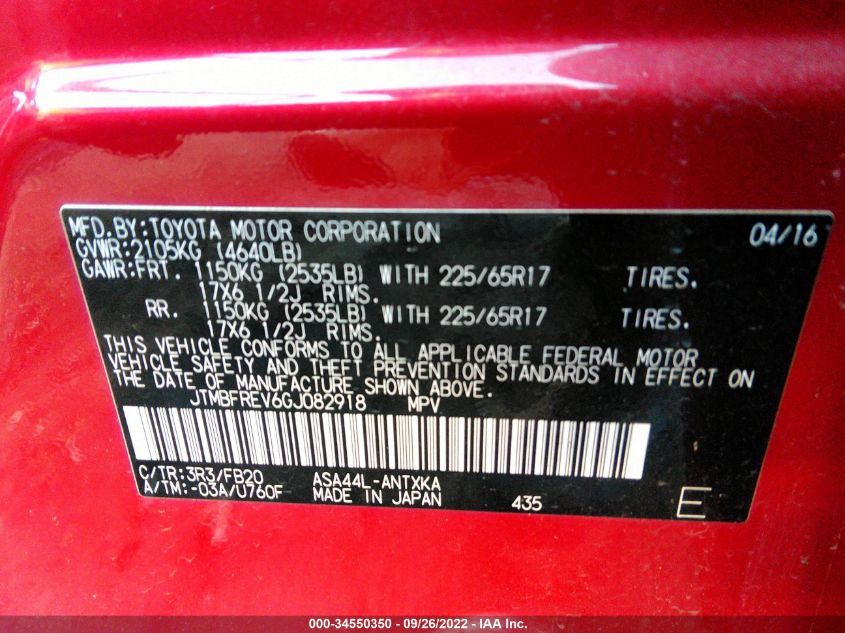 MFD.BY:TOYOTA MOTOR CORPORATION 04/16
GVWR:2105KG (4640LB)
GAWR:FRT. 1150KG (2535LB) WITH 225/65R17 TIRES.
17X6 1/2J RIMS.
RR. 1150KG (2535LB) WITH 225/65R17 TIRES.
17X6 1/2J RIMS.
THIS VEHICLE CONFORMS TO ALL APPLICABLE FEDERAL MOTOR
VEHICLE SAFETY AND THEFT PREVENTION STANDARDS IN EFFECT ON
THE DATE OF MANUFACTURE SHOWN ABOVE.
JTMBFREV6GJ082918 MPV
C/TR:3R3/FB20 ASA44L-ANTXKA
A/TM:-03A/U760F MADE IN JAPAN 435 E
000-34550350 - 09/26/2022 - IAA Inc.